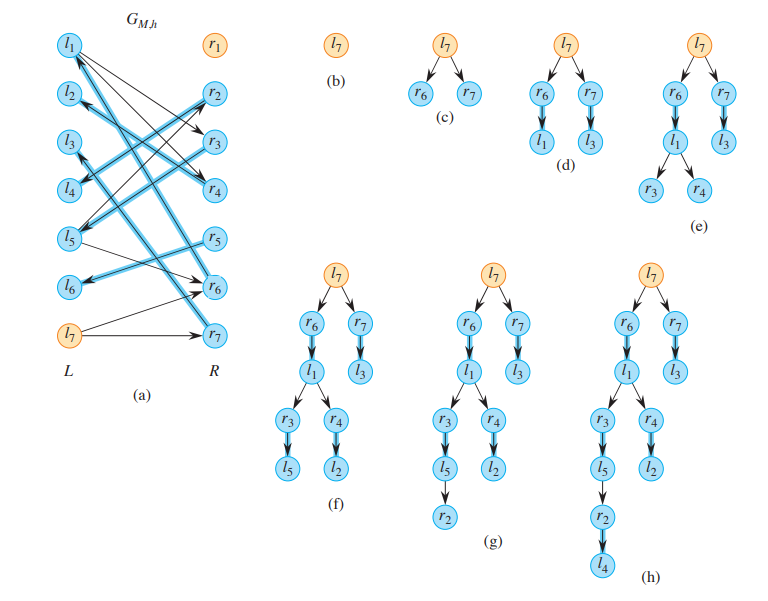 G_{M,h}
l_1 r_1
l_2 r_2
l_3 r_3
l_4 r_4
l_5 r_5
l_6 r_6
l_7 r_7
L R
(a)
l_7
(b)
l_7
r_6 r_7
(c)
l_7
r_6 r_7
l_1 l_3
(d)
l_7
r_6 r_7
l_1 l_3
r_3 r_4
(e)
l_7
r_6 r_7
l_1 l_3
r_3 r_4
l_5 l_2
(f)
l_7
r_6 r_7
l_1 l_3
r_3 r_4
l_5 l_2
r_2
(g)
l_7
r_6 r_7
l_1 l_3
r_3 r_4
l_5 l_2
r_2
l_4
(h)